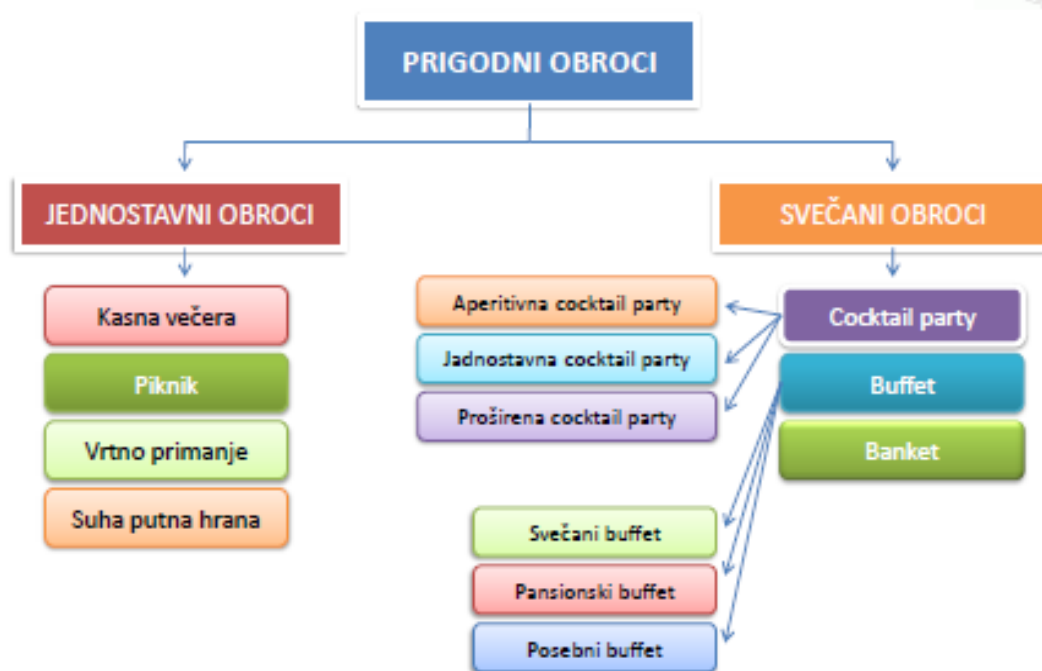 PRIGODNI OBROCI
JEDNOSTAVNI OBROCI
SVEČANI OBROCI
Kasna večera
Piknik
Vrtno primanje
Suha putna hrana
Aperitivna cocktail party
Jadnostavna cocktail party
Proširena cocktail party
Cocktail party
Buffet
Banket
Svečani buffet
Pansionski buffet
Posebni buffet